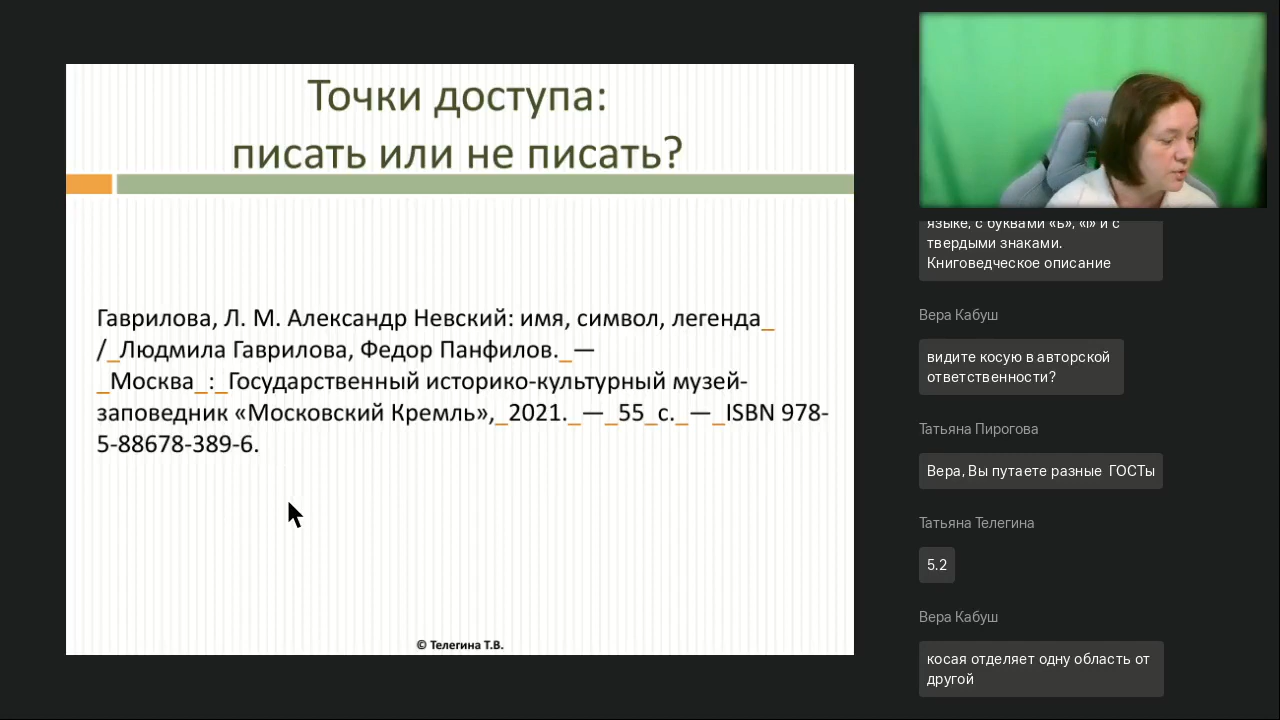 Точки доступа:
писать или не писать?
Гаврилова, Л. М. Александр Невский: имя, символ, легенда_
/_Людмила Гаврилова, Федор Панфилов._—
_Москва_:_Государственный историко-культурный музей-
заповедник «Московский Кремль»,_2021._—_55_с._—_ISBN 978-
5-88678-389-6.
© Телегина Т.В.
языке, с буквами «ь», «i» и с
твердыми знаками.
Книговедческое описание
Вера Кабуш
видите косую в авторской
ответственности?
Татьяна Пирогова
Вера, Вы путаете разные ГОСТы
Татьяна Телегина
5.2
Вера Кабуш
косая отделяет одну область от
другой